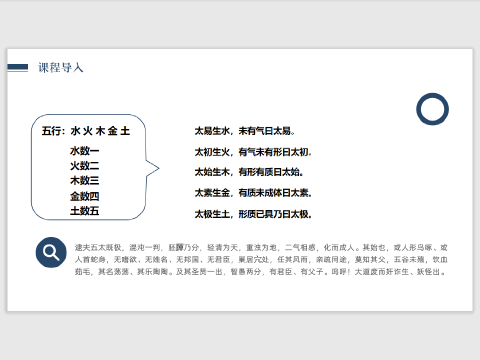 课程导入
五行：水 火 木 金 土
水数一
火数二
木数三
金数四
土数五
太易生水，未有气曰太易。
太初生火，有气未有形曰太初。
太始生木，有形有质曰太始。
太素生金，有质未成体曰太素。
太极生土，形质已具乃曰太极。
逮夫五太既极，混沌一判，胚腪乃分，轻清为天，重浊为地，二气相感，化而成人。其始也，或人形鸟喙、或
人首蛇身，无嗜欲、无姓名、无邦国、无君臣，巢居穴处，任其风雨，亲疏同途，莫知其父，五谷未殖，饮血
茹毛，其名荡荡、其乐陶陶。及其圣贤一出，智愚两分，有君臣、有父子。呜呼！大道废而奸诈生、妖怪出。